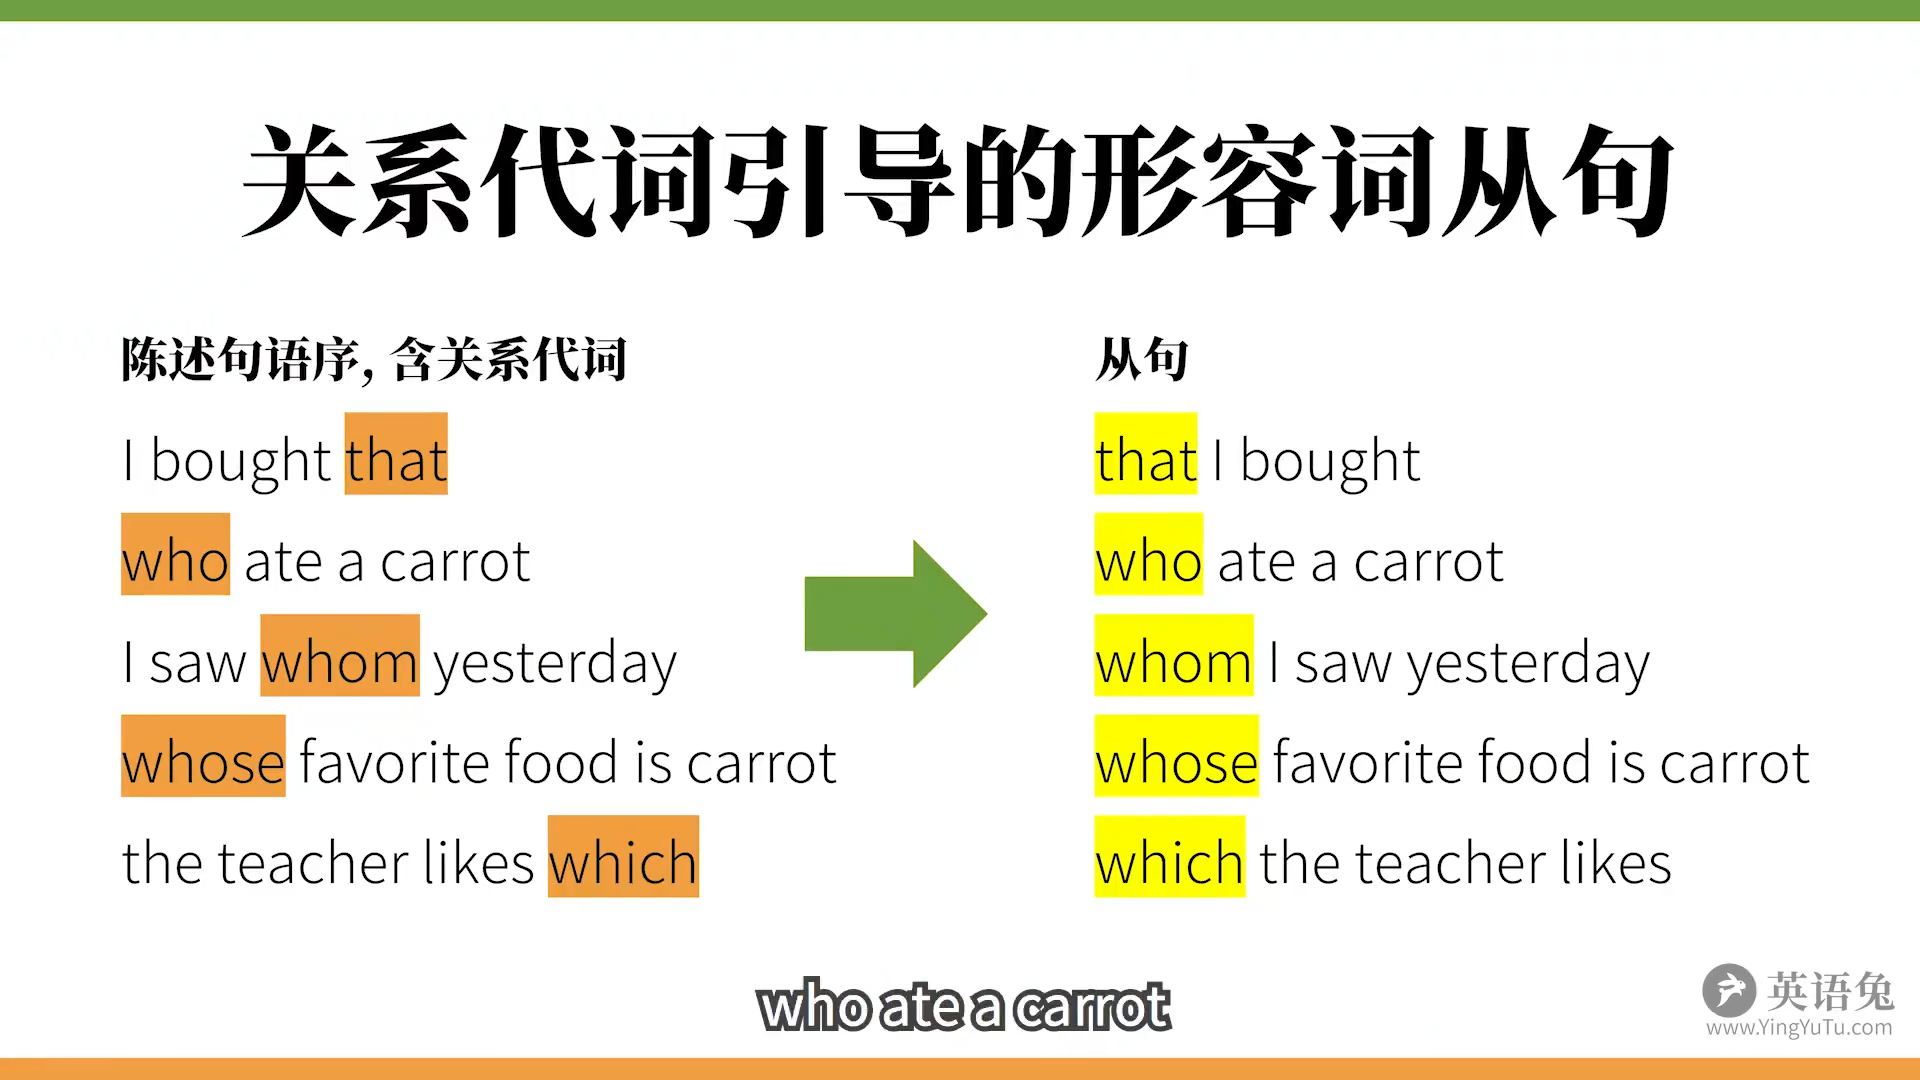 关系代词引导的形容词从句
陈述句语序, 含关系代词
I bought that
who ate a carrot
I saw whom yesterday
whose favorite food is carrot
the teacher likes which
从句
that I bought
who ate a carrot
whom I saw yesterday
whose favorite food is carrot
which the teacher likes
who ate a carrot
英语兔
www.YingYuTu.com